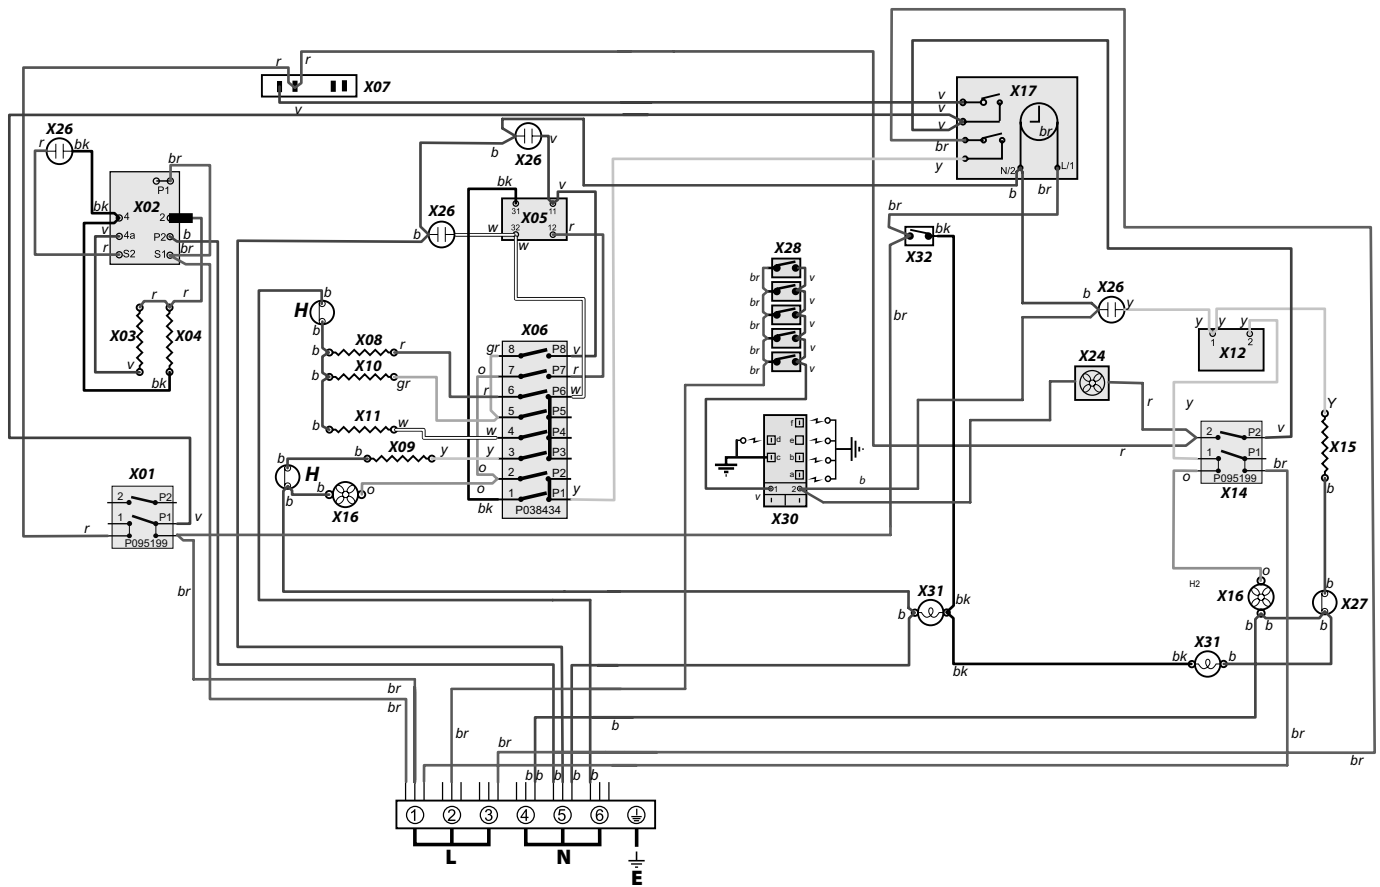 r
r
X07
v
X26
r
bk
br
P1
bk
X02
4
2
v
4a
P2
b
r
S2
S1
br
r
r
X03
X04
v
bk
X26
b
v
bk
v
31
11
X05
32
12
r
w
w
X26
b
X17
v
v
v
br
br
y
N/2
L/1
b
br
br
bk
X32
br
b
H
b
b
X08
r
b
X10
gr
b
X11
w
w
b
X09
y
y
b
H
b
b
o
X16
X06
gr
8
P8
v
o
7
P7
r
r
6
P6
w
5
P5
4
P4
3
P3
o
2
P2
o
1
P1
y
bk
P038434
X28
br
v
br
v
br
v
br
v
br
v
f
d
e
c
b
a
v
1
2
b
X30
b
X26
y
y
y
y
1
2
X12
X24
r
r
y
2
P2
v
1
P1
br
o
P095199
X14
Y
X15
b
X01
2
P2
1
P1
v
r
P095199
br
X31
b
bk
bk
H2
o
X16
b
b
b
X27
b
b
X31
bk
b
br
br
br
br
b
br
br
b
b
b
b
b
1
2
3
4
5
6
L
N
E